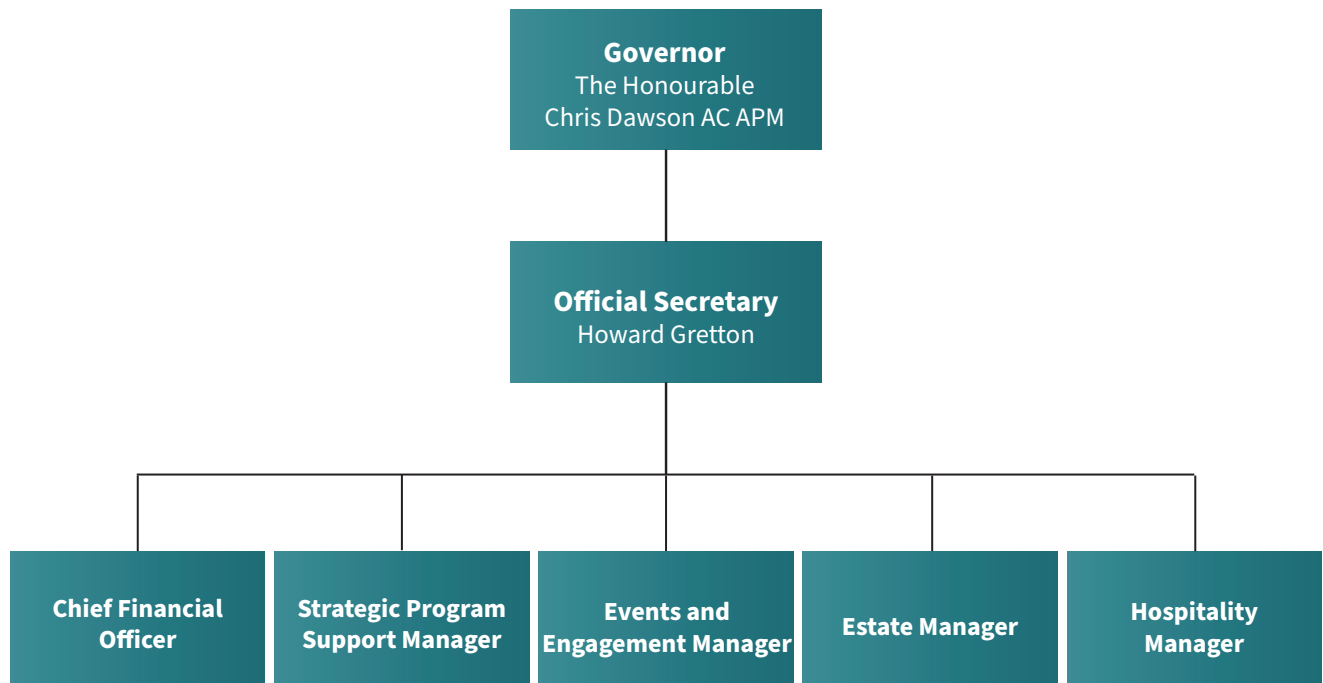 Governor
The Honourable
Chris Dawson AC APM
Official Secretary
Howard Gretton
Chief Financial
Officer
Strategic Program
Support Manager
Events and
Engagement Manager
Estate Manager
Hospitality
Manager